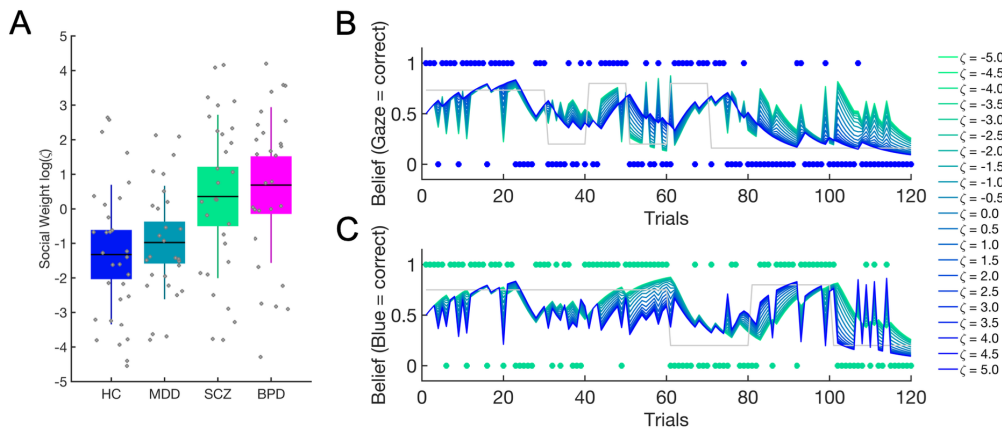 A
Social Weight log(ζ)
5
4
3
2
1
0
-1
-2
-3
-4
-5
HC MDD SCZ BPD
B
Belief (Gaze = correct)
1
0.5
0
0 20 40 60 80 100 120
Trials
C
Belief (Blue = correct)
1
0.5
0
0 20 40 60 80 100 120
Trials
ζ = -5.0
ζ = -4.5
ζ = -4.0
ζ = -3.5
ζ = -3.0
ζ = -2.5
ζ = -2.0
ζ = -1.5
ζ = -1.0
ζ = -0.5
ζ = 0.0
ζ = 0.5
ζ = 1.0
ζ = 1.5
ζ = 2.0
ζ = 2.5
ζ = 3.0
ζ = 3.5
ζ = 4.0
ζ = 4.5
ζ = 5.0